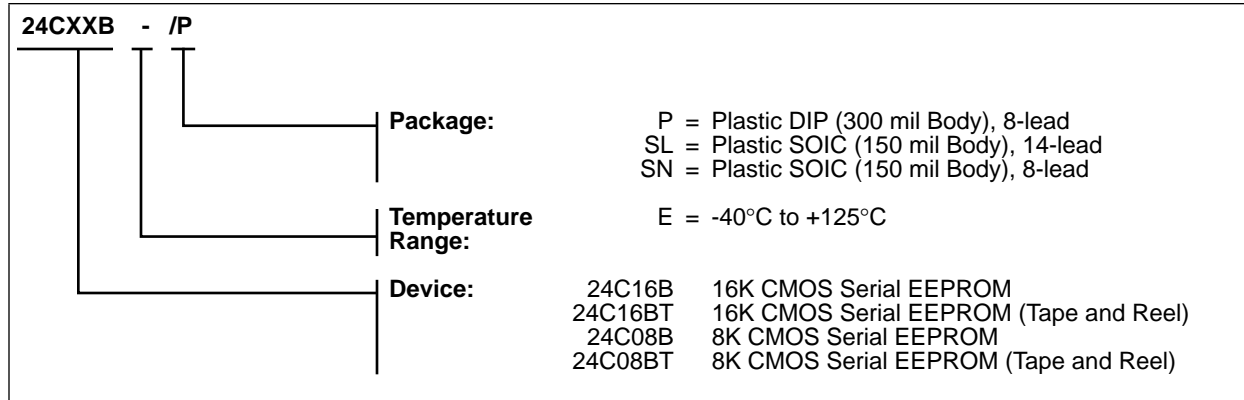 24CXXB - /P
Package: P = Plastic DIP (300 mil Body), 8-lead
SL = Plastic SOIC (150 mil Body), 14-lead
SN = Plastic SOIC (150 mil Body), 8-lead
Temperature E = -40°C to +125°C
Range:
Device: 24C16B 16K CMOS Serial EEPROM
24C16BT 16K CMOS Serial EEPROM (Tape and Reel)
24C08B 8K CMOS Serial EEPROM
24C08BT 8K CMOS Serial EEPROM (Tape and Reel)